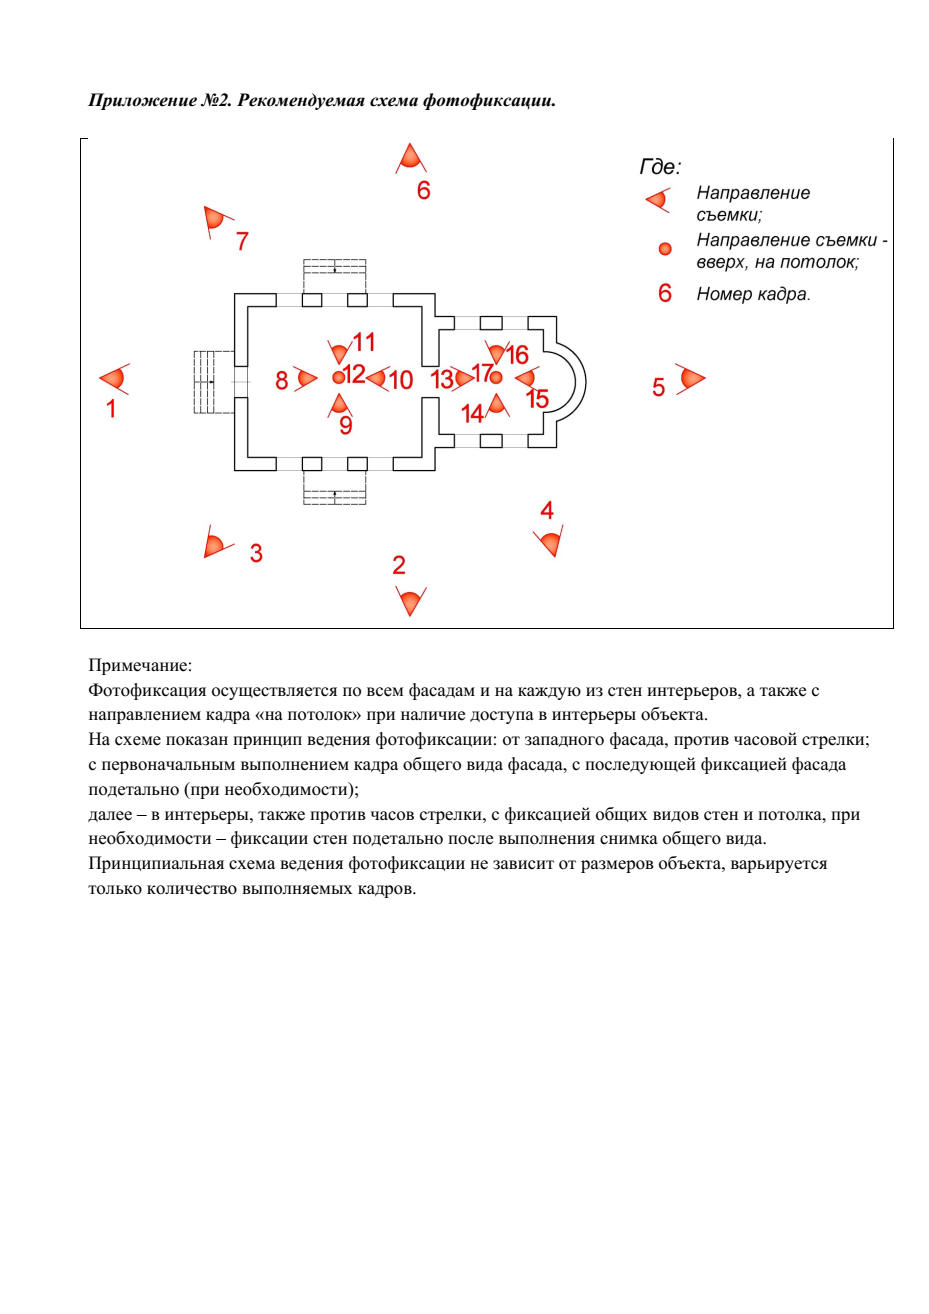 Приложение №2. Рекомендуемая схема фотофиксации.
Где:
Направление
съемки;
Направление съемки -
вверх, на потолок;
6 Номер кадра.
6
7
11
16
8
12
10
13
17
5
1
15
14
9
4
3
2
Примечание:
Фотофиксация осуществляется по всем фасадам и на каждую из стен интерьеров, а также с
направлением кадра «на потолок» при наличие доступа в интерьеры объекта.
На схеме показан принцип ведения фотофиксации: от западного фасада, против часовой стрелки;
с первоначальным выполнением кадра общего вида фасада, с последующей фиксацией фасада
подетально (при необходимости);
далее – в интерьеры, также против часов стрелки, с фиксацией общих видов стен и потолка, при
необходимости – фиксации стен подетально после выполнения снимка общего вида.
Принципиальная схема ведения фотофиксации не зависит от размеров объекта, варьируется
только количество выполняемых кадров.